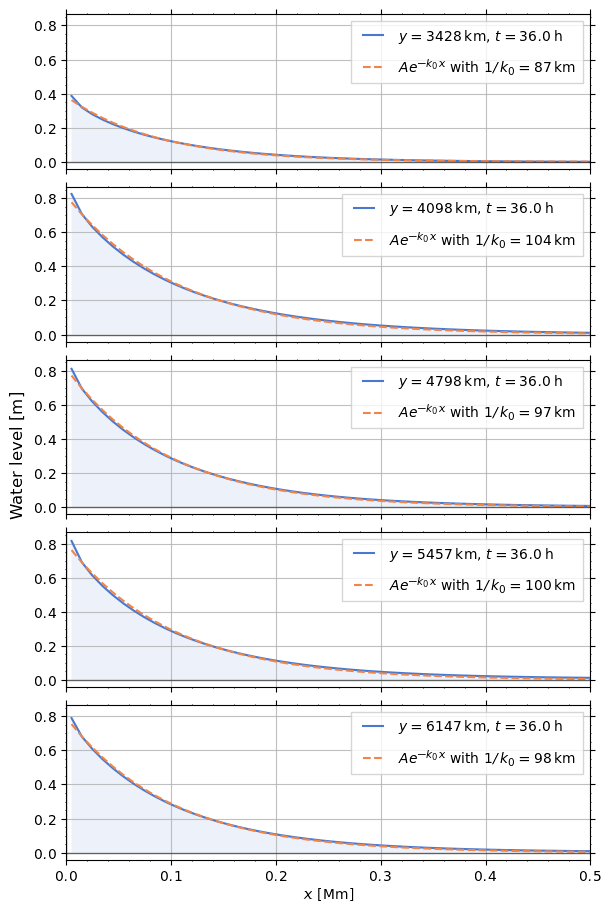 0.8
0.6
0.4
0.2
0.0
y = 3428 km, t = 36.0 h
Ae^{-k_0 x} with 1/k_0 = 87 km
0.8
0.6
0.4
0.2
0.0
y = 4098 km, t = 36.0 h
Ae^{-k_0 x} with 1/k_0 = 104 km
Water level [m]
0.8
0.6
0.4
0.2
0.0
y = 4798 km, t = 36.0 h
Ae^{-k_0 x} with 1/k_0 = 97 km
0.8
0.6
0.4
0.2
0.0
y = 5457 km, t = 36.0 h
Ae^{-k_0 x} with 1/k_0 = 100 km
0.8
0.6
0.4
0.2
0.0
y = 6147 km, t = 36.0 h
Ae^{-k_0 x} with 1/k_0 = 98 km
0.0 0.1 0.2 0.3 0.4 0.5
x [Mm]